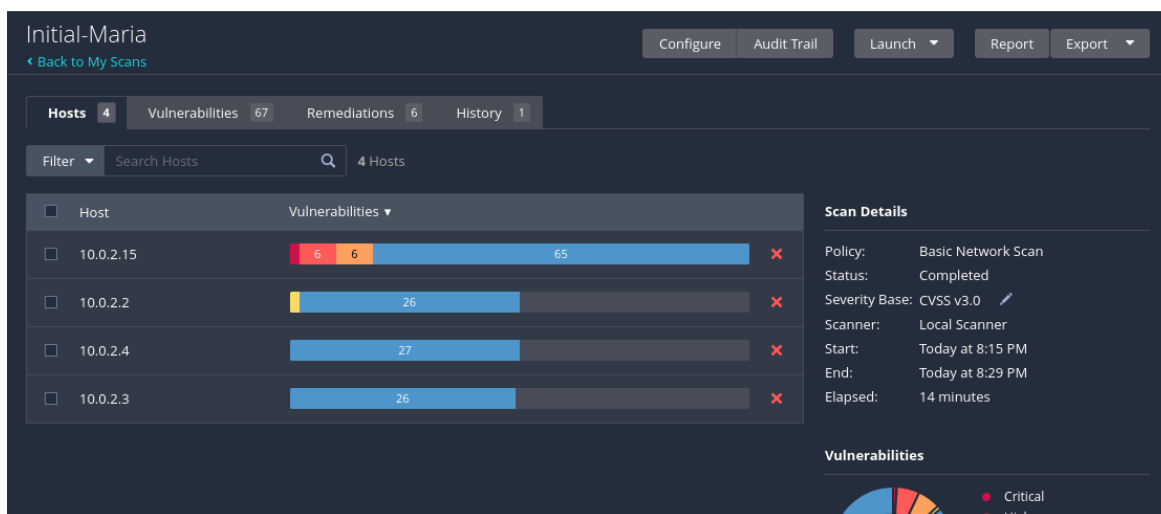 Initial-Maria
Back to My Scans
Configure Audit Trail Launch Report Export
Hosts 4 Vulnerabilities 67 Remediations 6 History 1
Filter Search Hosts 4 Hosts
Host Vulnerabilities
10.0.2.15 6 6 65
10.0.2.2 26
10.0.2.4 27
10.0.2.3 26
Scan Details
Policy: Basic Network Scan
Status: Completed
Severity Base: CVSS v3.0
Scanner: Local Scanner
Start: Today at 8:15 PM
End: Today at 8:29 PM
Elapsed: 14 minutes
Vulnerabilities
Critical